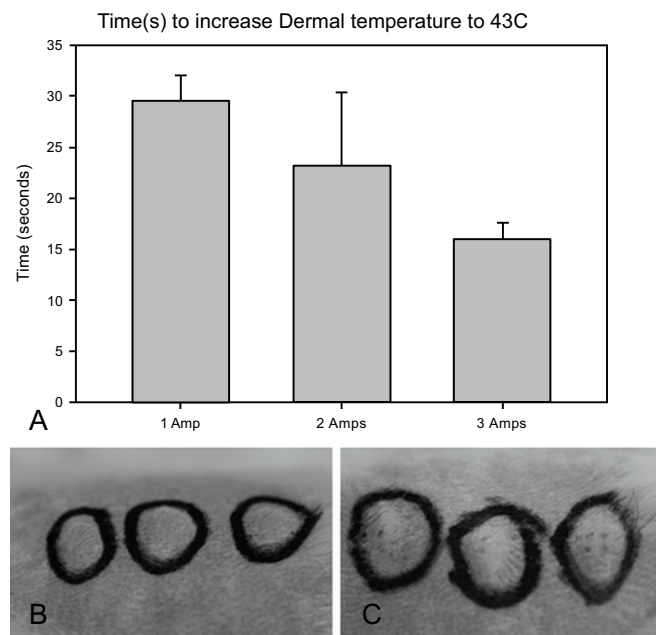 Time(s) to increase Dermal temperature to 43C
Time (seconds)
35
30
25
20
15
10
5
0
1 Amp
2 Amps
3 Amps
A
B
C